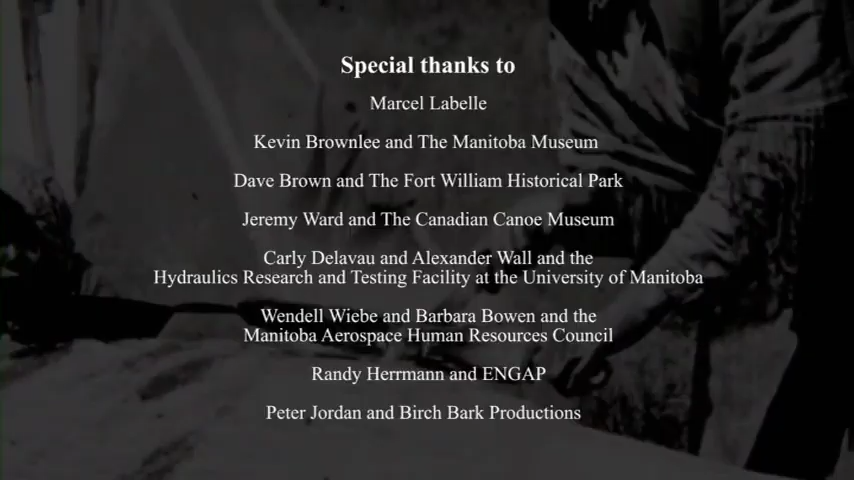 Special thanks to
Marcel Labelle
Kevin Brownlee and The Manitoba Museum
Dave Brown and The Fort William Historical Park
Jeremy Ward and The Canadian Canoe Museum
Carly Delavau and Alexander Wall and the
Hydraulics Research and Testing Facility at the University of Manitoba
Wendell Wiebe and Barbara Bowen and the
Manitoba Aerospace Human Resources Council
Randy Herrmann and ENGAP
Peter Jordan and Birch Bark Productions